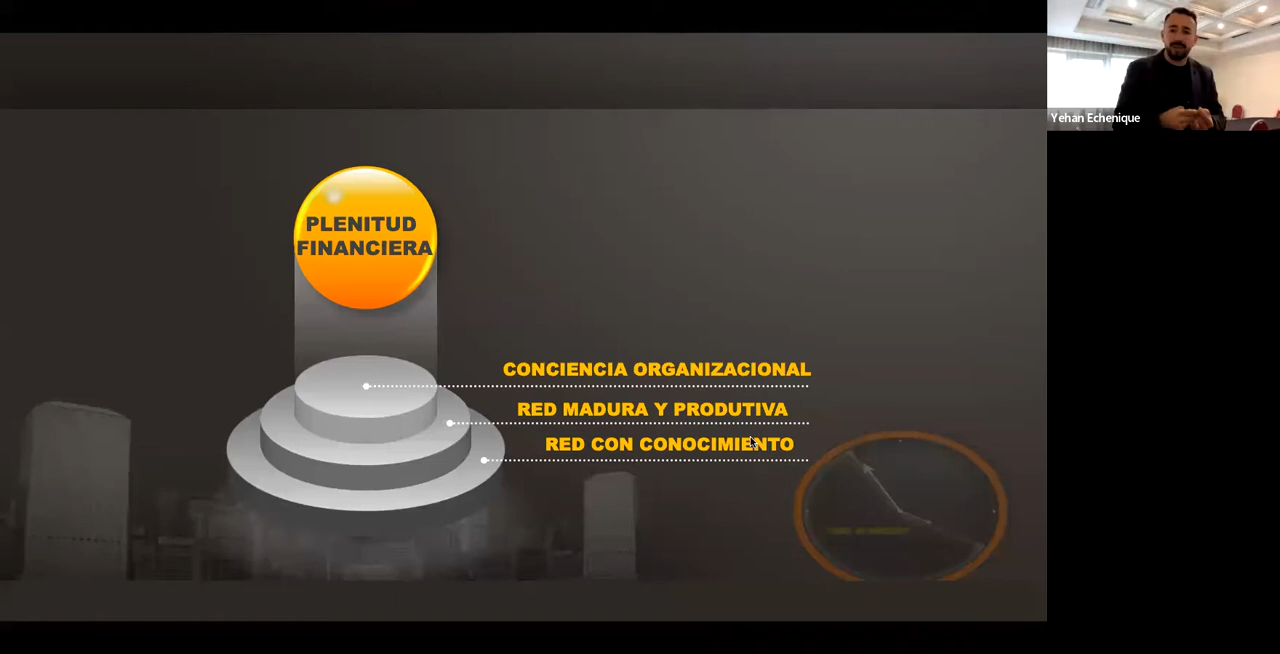 Yehan Echenique
PLENITUD
FINANCIERA
CONCIENCIA ORGANIZACIONAL
RED MADURA Y PRODUTIVA
RED CON CONOCIMIENTO